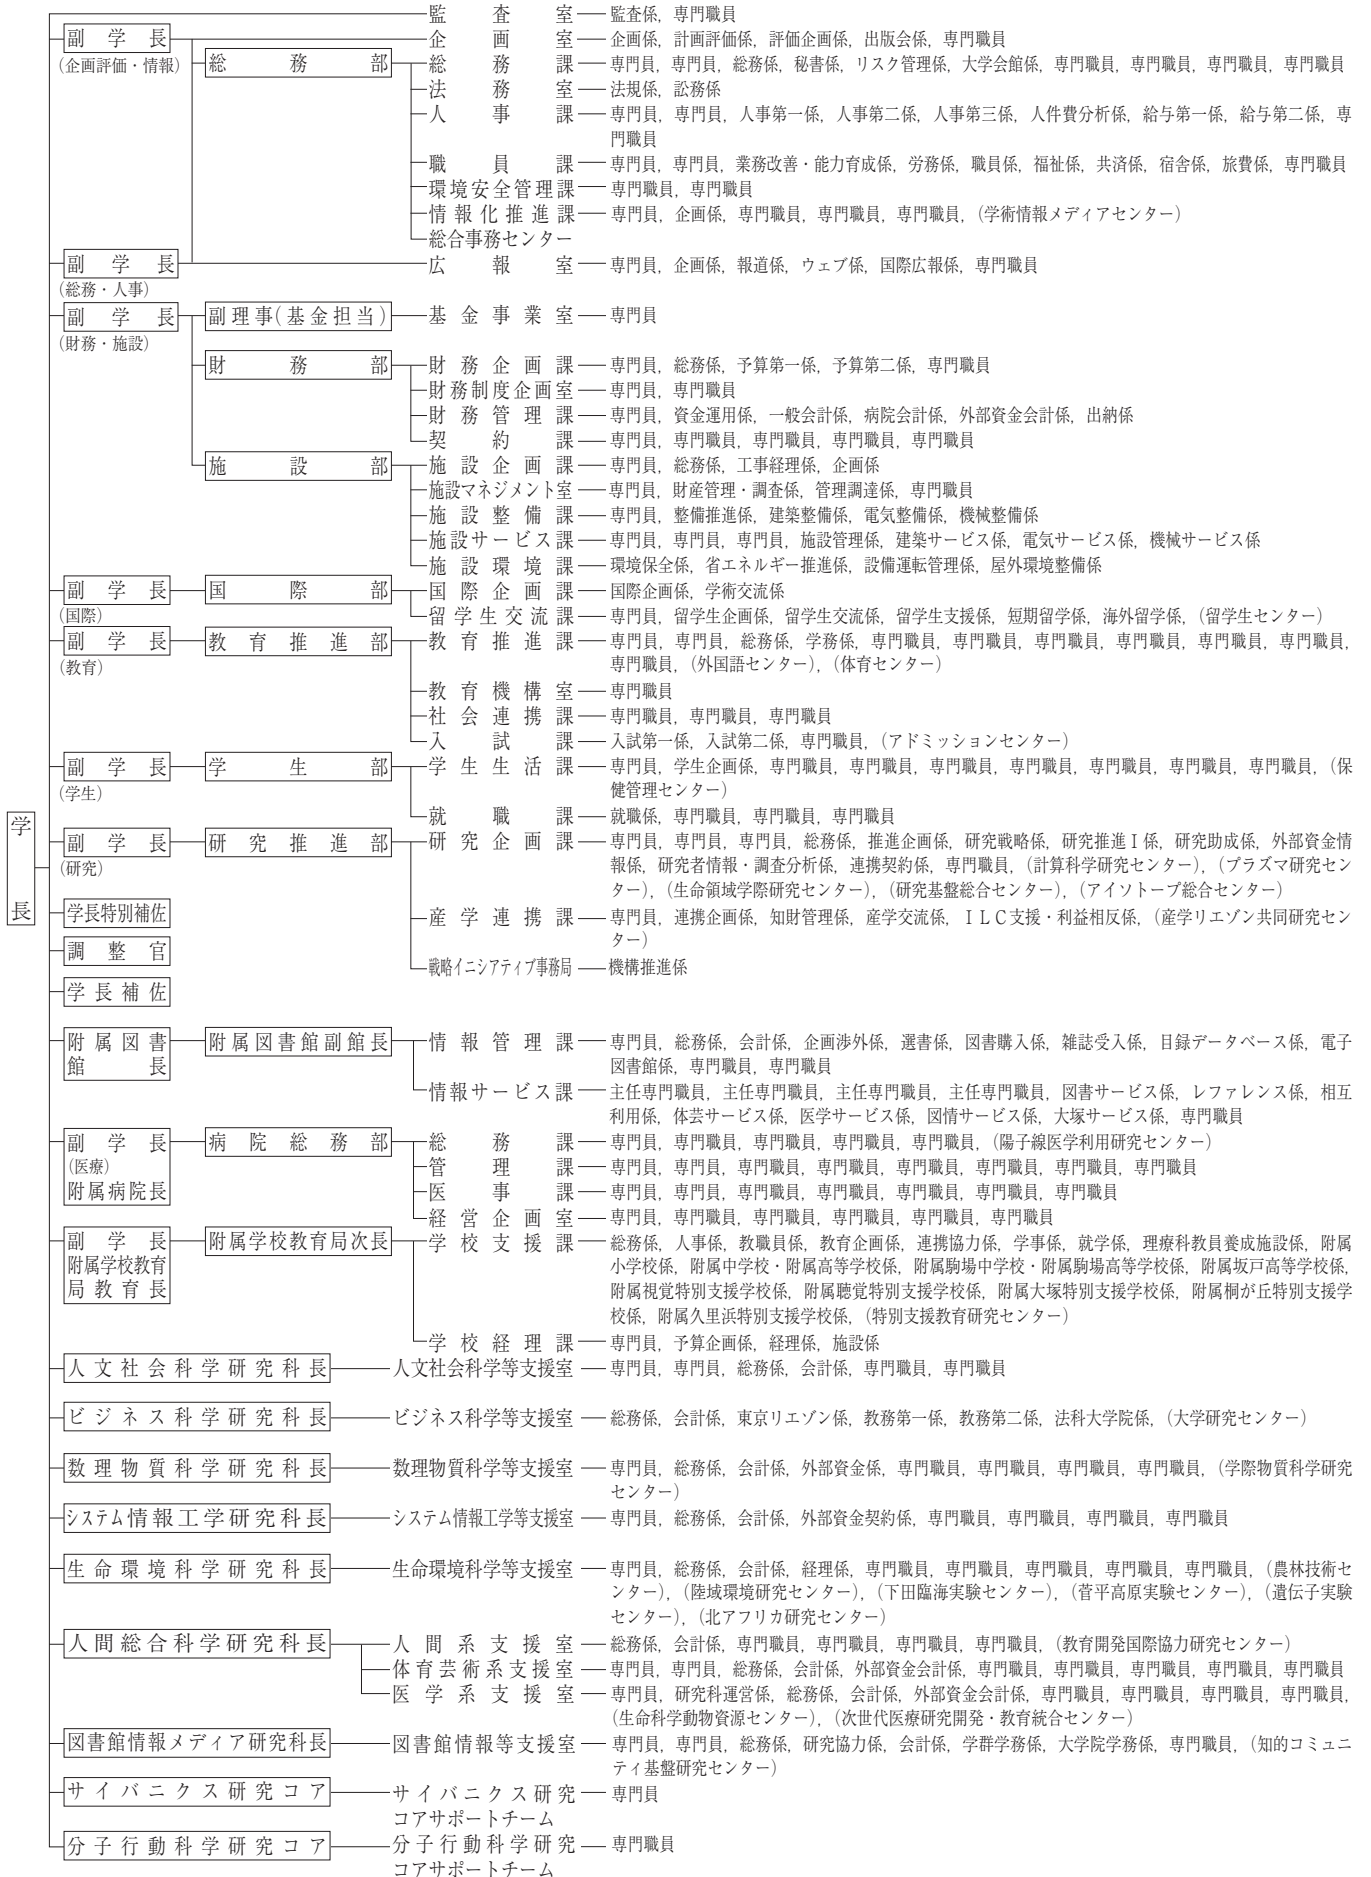 監査室 監査係，専門職員
副学長 企画室 企画係，計画評価係，評価企画係，出版会係，専門職員
(企画評価・情報) 総務部 総務課 専門員，専門員，総務係，秘書係，リスク管理係，大学会館係，専門職員，専門職員，専門職員，専門職員
法務室 法規係，訟務係
人事課 専門員，専門員，人事第一係，人事第二係，人事第三係，人件費分析係，給与第一係，給与第二係，専
門職員
職員課 専門員，専門員，業務改善・能力育成係，労務係，職員係，福祉係，共済係，宿舎係，旅費係，専門職員
環境安全管理課 専門職員，専門職員
情報化推進課 専門員，企画係，専門職員，専門職員，専門職員，（学術情報メディアセンター）
総合事務センター
副学長 広報室 専門員，企画係，報道係，ウェブ係，国際広報係，専門職員
(総務・人事)
副学長 副理事(基金担当) 基金事業室 専門員
(財務・施設)
財務部 財務企画課 専門員，総務係，予算第一係，予算第二係，専門職員
財務制度企画室 専門員，専門職員
財務管理課 専門員，資金運用係，一般会計係，病院会計係，外部資金会計係，出納係
契約課 専門員，専門職員，専門職員，専門職員，専門職員
施設部 施設企画課 専門員，総務係，工事経理係，企画係
施設マネジメント室 専門員，財産管理・調査係，管理調達係，専門職員
施設整備課 専門員，整備推進係，建築整備係，電気整備係，機械整備係
施設サービス課 専門員，専門員，専門員，施設管理係，建築サービス係，電気サービス係，機械サービス係
施設環境課 環境保全係，省エネルギー推進係，設備運転管理係，屋外環境整備係
副学長 国際部 国際企画課 国際企画係，学術交流係
(国際) 留学生交流課 専門員，留学生企画係，留学生交流係，留学生支援係，短期留学係，海外留学係，（留学生センター）
副学長 教育推進部 教育推進課 専門員，専門員，総務係，学務係，専門職員，専門職員，専門職員，専門職員，専門職員，専門職員，
(教育) 専門職員，（外国語センター），（体育センター）
教育機構室 専門職員
社会連携課 専門職員，専門職員，専門職員
入試課 入試第一係，入試第二係，専門職員，（アドミッションセンター）
副学長 学生部 学生生活課 専門員，学生企画係，専門職員，専門職員，専門職員，専門職員，専門職員，専門職員，専門職員，（保
(学生) 健管理センター）
就職課 就職係，専門職員，専門職員，専門職員
学長
副学長 研究推進部 研究企画課 専門員，専門員，専門員，総務係，推進企画係，研究戦略係，研究推進Ⅰ係，研究助成係，外部資金情
(研究) 報係，研究者情報・調査分析係，連携契約係，専門職員，（計算科学研究センター），（プラズマ研究セン
ター），（生命領域学際研究センター），（研究基盤総合センター），（アイソトープ総合センター）
学長特別補佐 産学連携課 専門員，連携企画係，知財管理係，産学交流係，ＩＬＣ支援・利益相反係，（産学リエゾン共同研究セン
ター）
調整官
戦略イニシアティブ事務局 機構推進係
学長補佐
附属図書 附属図書館副館長 情報管理課 専門員，総務係，会計係，企画渉外係，選書係，図書購入係，雑誌受入係，目録データベース係，電子
館長 図書館係，専門職員，専門職員
情報サービス課 主任専門職員，主任専門職員，主任専門職員，主任専門職員，図書サービス係，レファレンス係，相互
利用係，体芸サービス係，医学サービス係，図情サービス係，大塚サービス係，専門職員
副学長 病院総務部 総務課 専門員，専門職員，専門職員，専門職員，専門職員，（陽子線医学利用研究センター）
(医療) 管理課 専門員，専門員，専門職員，専門職員，専門職員，専門職員，専門職員，専門職員
附属病院長 医事課 専門員，専門員，専門職員，専門職員，専門職員，専門職員，専門職員
経営企画室 専門員，専門職員，専門職員，専門職員，専門職員，専門職員
副学長 附属学校教育局次長 学校支援課 総務係，人事係，教職員係，教育企画係，連携協力係，学事係，就学係，理療科教員養成施設係，附属
附属学校教育 小学校係，附属中学校・附属高等学校係，附属駒場中学校・附属駒場高等学校係，附属坂戸高等学校係，
局教育長 附属視覚特別支援学校係，附属聴覚特別支援学校係，附属大塚特別支援学校係，附属桐が丘特別支援学
校係，附属久里浜特別支援学校係，（特別支援教育研究センター）
学校経理課 専門員，予算企画係，経理係，施設係
人文社会科学研究科長 人文社会科学等支援室 専門員，専門員，総務係，会計係，専門職員，専門職員
ビジネス科学研究科長 ビジネス科学等支援室 総務係，会計係，東京リエゾン係，教務第一係，教務第二係，法科大学院係，（大学研究センター）
数理物質科学研究科長 数理物質科学等支援室 専門員，総務係，会計係，外部資金係，専門職員，専門職員，専門職員，専門職員，（学際物質科学研究
センター）
システム情報工学研究科長 システム情報工学等支援室 専門員，総務係，会計係，外部資金契約係，専門職員，専門職員，専門職員，専門職員
生命環境科学研究科長 生命環境科学等支援室 専門員，総務係，会計係，経理係，専門職員，専門職員，専門職員，専門職員，専門職員，（農林技術セ
ンター），（陸域環境研究センター），（下田臨海実験センター），（菅平高原実験センター），（遺伝子実験
センター），（北アフリカ研究センター）
人間総合科学研究科長 人間系支援室 総務係，会計係，専門職員，専門職員，専門職員，専門職員，（教育開発国際協力研究センター）
体育芸術系支援室 専門員，専門員，総務係，会計係，外部資金会計係，専門職員，専門職員，専門職員，専門職員，専門職員
医学系支援室 専門員，研究科運営係，総務係，会計係，外部資金会計係，専門職員，専門職員，専門職員，専門職員，
（生命科学動物資源センター），（次世代医療研究開発・教育統合センター）
図書館情報メディア研究科長 図書館情報等支援室 専門員，専門員，総務係，研究協力係，会計係，学群学務係，大学院学務係，専門職員，（知的コミュニ
ティ基盤研究センター）
サイバニクス研究コア サイバニクス研究 専門員
コアサポートチーム
分子行動科学研究コア 分子行動科学研究 専門職員
コアサポートチーム